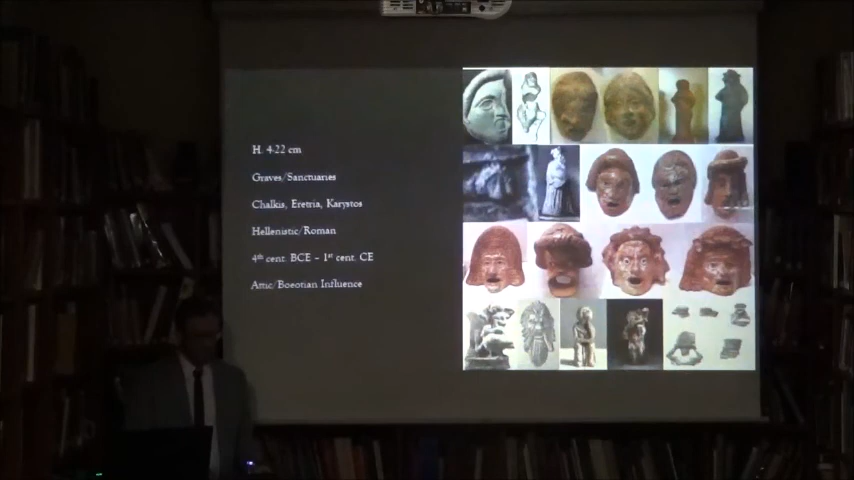 H. 4-22 cm
Graves/Sanctuaries
Chalkis, Eretria, Karystos
Hellenistic/Roman
4th cent. BCE – 1st cent. CE
Attic/Boeotian Influence